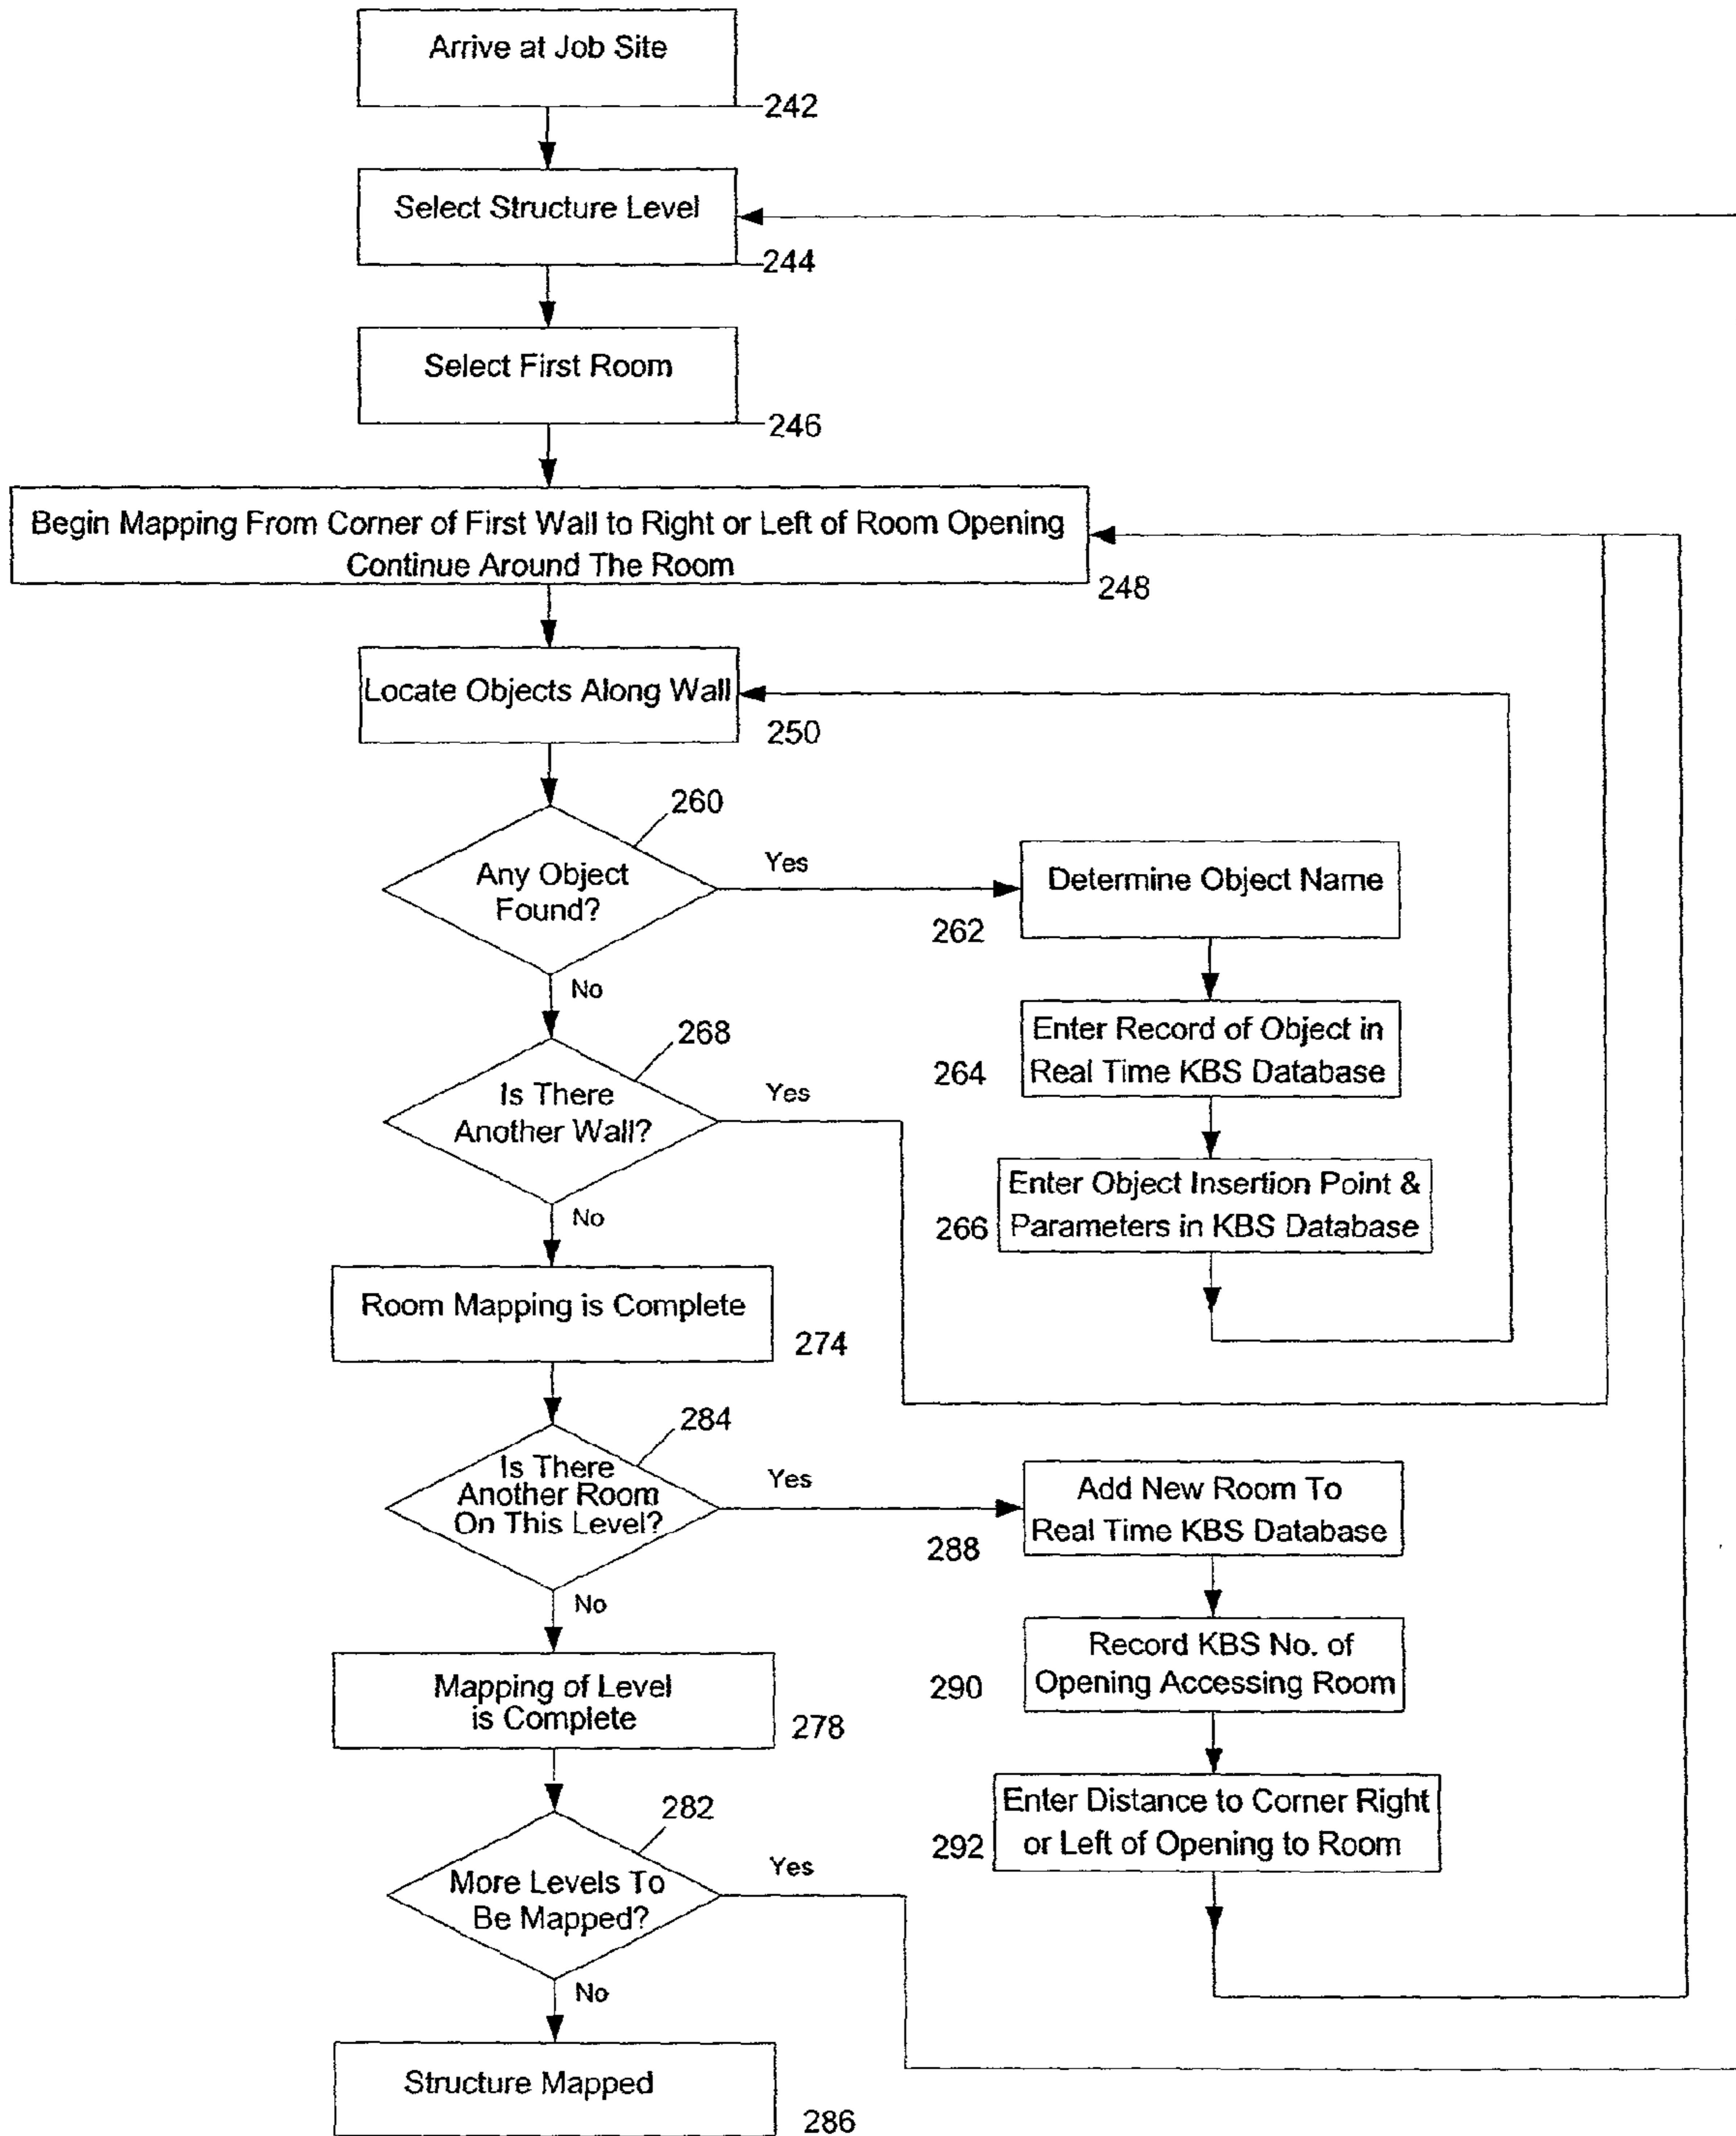 Arrive at Job Site
242
Select Structure Level
244
Select First Room
246
Begin Mapping From Corner of First Wall to Right or Left of Room Opening
Continue Around The Room
248
Locate Objects Along Wall
250
260
Any Object
Found?
Yes
No
Determine Object Name
262
Enter Record of Object in
Real Time KBS Database
264
Enter Object Insertion Point &
Parameters in KBS Database
266
268
Is There
Another Wall?
Yes
No
Room Mapping is Complete
274
284
Is There
Another Room
On This Level?
Yes
No
Add New Room To
Real Time KBS Database
288
Record KBS No. of
Opening Accessing Room
290
Enter Distance to Corner Right
or Left of Opening to Room
292
Mapping of Level
is Complete
278
282
More Levels To
Be Mapped?
Yes
No
Structure Mapped
286